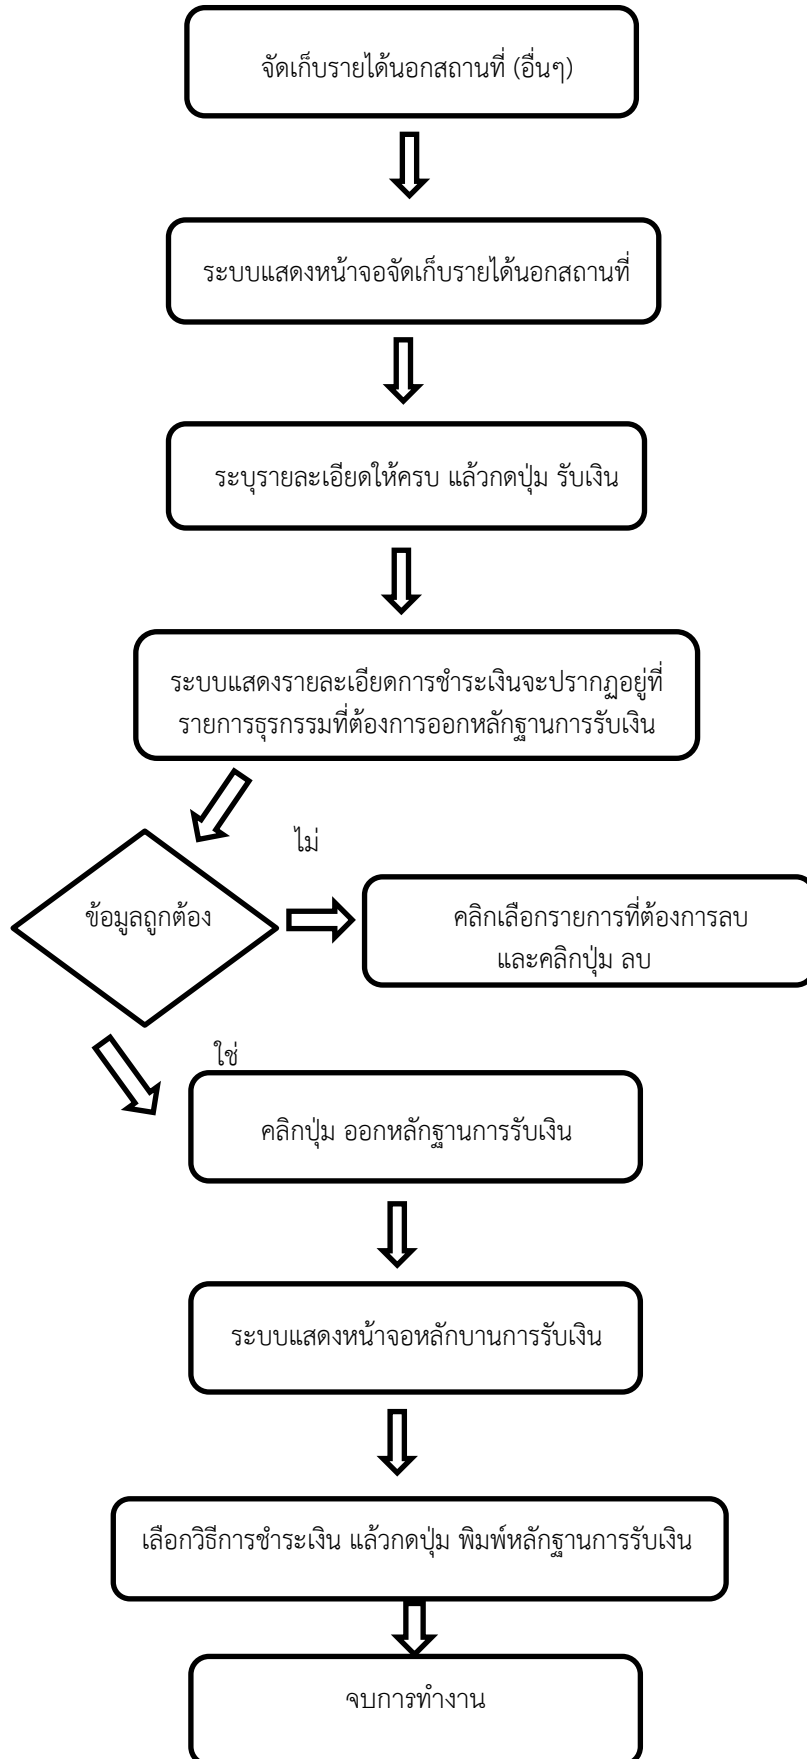 จัดเก็บรายได้นอกสถานที่ (อื่นๆ)
ระบบแสดงหน้าจอจัดเก็บรายได้นอกสถานที่
ระบุรายละเอียดให้ครบ แล้วกดปุ่ม รับเงิน
ระบบแสดงรายละเอียดการชำระเงินจะปรากฏอยู่ที่
รายการธุรกรรมที่ต้องการออกหลักฐานการรับเงิน
ไม่
ข้อมูลถูกต้อง
คลิกเลือกรายการที่ต้องการลบ
และคลิกปุ่ม ลบ
ใช่
คลิกปุ่ม ออกหลักฐานการรับเงิน
ระบบแสดงหน้าจอหลักบานการรับเงิน
เลือกวิธีการชำระเงิน แล้วกดปุ่ม พิมพ์หลักฐานการรับเงิน
จบการทำงาน